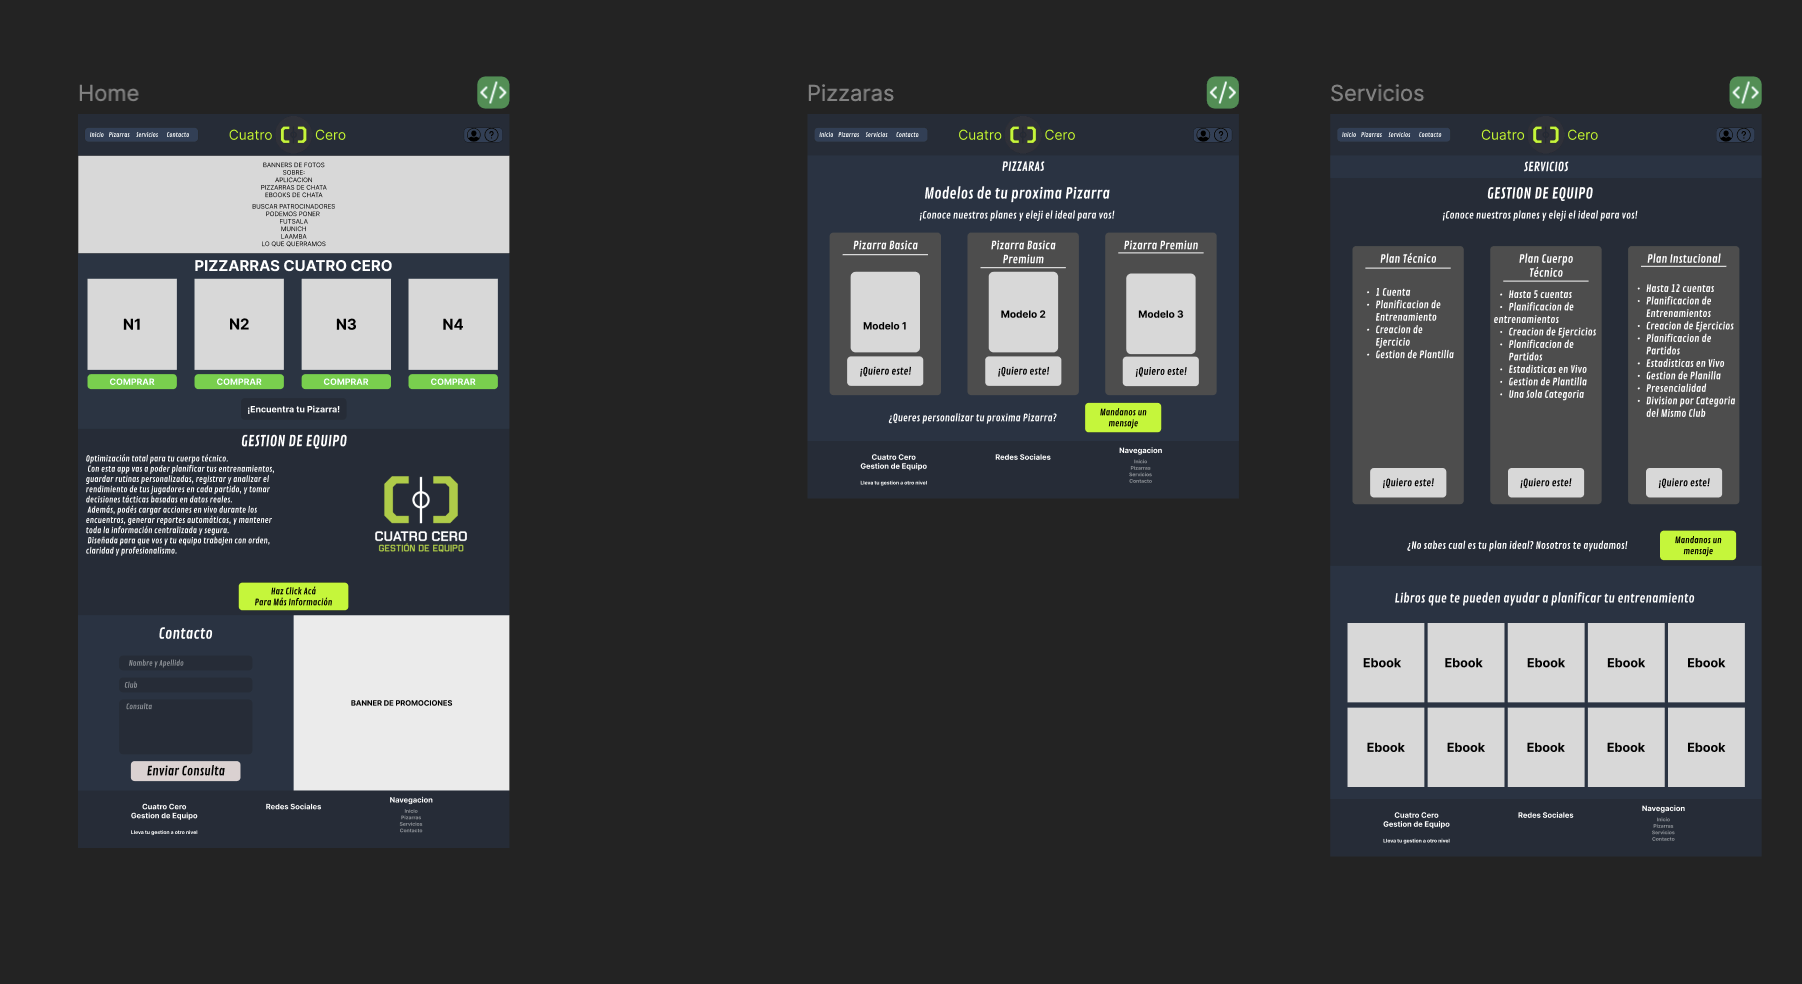 Home
</>
Inicio Pizarras Servicios Contacto
Cuatro Cero
?
BANNERS DE FOTOS
SOBRE:
APLICACION
PIZZARRAS DE CHATA
EBOOKS DE CHATA
BUSCAR PATROCINADORES
PODEMOS PONER
FUTSALA
MUNICH
LAAMBA
LO QUE QUERRAMOS
PIZZARRAS CUATRO CERO
N1 N2 N3 N4
COMPRAR COMPRAR COMPRAR COMPRAR
¡Encuentra tu Pizarra!
GESTION DE EQUIPO
Optimización total para tu cuerpo técnico.
Con esta app vas a poder planificar tus entrenamientos,
guardar rutinas personalizadas, registrar y analizar el
rendimiento de tus jugadores en cada partido, y tomar
decisiones tácticas basadas en datos reales.
Además, podés cargar acciones en vivo durante los
encuentros, generar reportes automáticos, y mantener
toda la información centralizada y segura.
Diseñada para que vos y tu equipo trabajen con orden,
claridad y profesionalismo.
CUATRO CERO
GESTIÓN DE EQUIPO
Haz Click Acá
Para Más Información
Contacto
Nombre y Apellido
Club
Consulta
Enviar Consulta
BANNER DE PROMOCIONES
Cuatro Cero
Gestion de Equipo
Lleva tu gestion a otro nivel
Redes Sociales
Navegacion
Inicio
Pizarras
Servicios
Contacto
Pizzaras
</>
Inicio Pizarras Servicios Contacto
Cuatro Cero
?
PIZZARAS
Modelos de tu proxima Pizarra
¡Conoce nuestros planes y eleji el ideal para vos!
Pizarra Basica
Modelo 1
¡Quiero este!
Pizarra Basica
Premium
Modelo 2
¡Quiero este!
Pizarra Premiun
Modelo 3
¡Quiero este!
¿Queres personalizar tu proxima Pizarra?
Mandanos un
mensaje
Cuatro Cero
Gestion de Equipo
Lleva tu gestion a otro nivel
Redes Sociales
Navegacion
Inicio
Pizarras
Servicios
Contacto
Servicios
</>
Inicio Pizarras Servicios Contacto
Cuatro Cero
?
SERVICIOS
GESTION DE EQUIPO
¡Conoce nuestros planes y eleji el ideal para vos!
Plan Técnico
• 1 Cuenta
• Planificacion de
Entrenamiento
• Creacion de
Ejercicio
• Gestion de Plantilla
¡Quiero este!
Plan Cuerpo
Técnico
• Hasta 5 cuentas
• Planificacion de
entrenamientos
• Creacion de Ejercicios
• Planificacion de
Partidos
• Estadisticas en Vivo
• Gestion de Plantilla
• Una Sola Categoria
¡Quiero este!
Plan Instucional
• Hasta 12 cuentas
• Planificacion de
Entrenamientos
• Creacion de Ejercicios
• Planificacion de
Partidos
• Estadisticas en Vivo
• Gestion de Planilla
• Presencialidad
• Division por Categoria
del Mismo Club
¡Quiero este!
¿No sabes cual es tu plan ideal? Nosotros te ayudamos!
Mandanos un
mensaje
Libros que te pueden ayudar a planificar tu entrenamiento
Ebook Ebook Ebook Ebook Ebook
Ebook Ebook Ebook Ebook Ebook
Cuatro Cero
Gestion de Equipo
Lleva tu gestion a otro nivel
Redes Sociales
Navegacion
Inicio
Pizarras
Servicios
Contacto